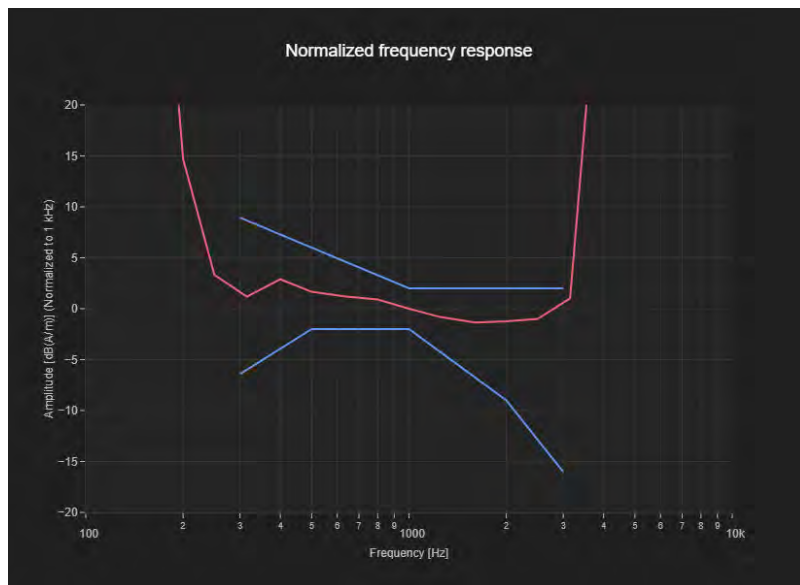 Normalized frequency response
Amplitude [dB(A/m)] (Normalized to 1 kHz)
20
15
10
5
0
−5
−10
−15
−20
100 2 3 4 5 6 7 8 9 1000 2 3 4 5 6 7 8 9 10k
Frequency [Hz]